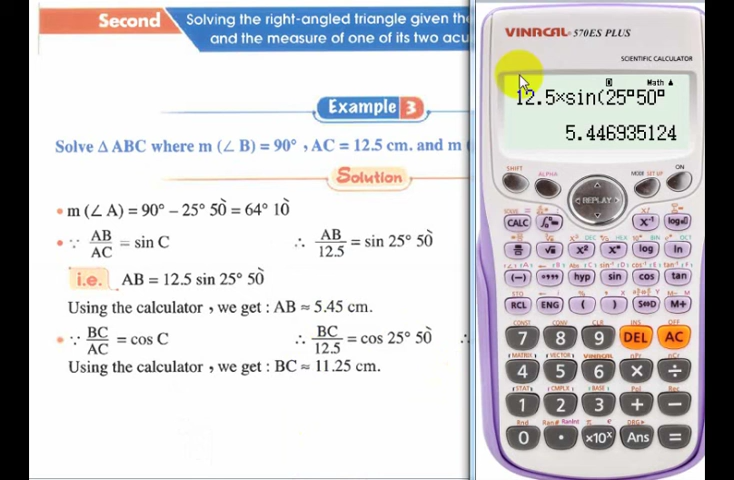 Second
Solving the right-angled triangle given the
and the measure of one of its two acu
Example 3
Solve Δ ABC where m (∠ B) = 90° , AC = 12.5 cm. and m (
Solution
• m (∠ A) = 90° – 25° 50̀ = 64° 10̀
• ∵ AB/AC = sin C ∴ AB/12.5 = sin 25° 50̀
i.e. AB = 12.5 sin 25° 50̀
Using the calculator , we get : AB ≈ 5.45 cm.
• ∵ BC/AC = cos C ∴ BC/12.5 = cos 25° 50̀ ∴
Using the calculator , we get : BC ≈ 11.25 cm.
VINACAL 570ES PLUS
SCIENTIFIC CALCULATOR
D Math ▲
12.5×sin(25°50°
5.446935124
SHIFT ALPHA REPLAY MODE SET UP ON
CALC x⁻¹ log
hyp sin cos tan
log ln
RCL ENG ( ) S⇔D M+
7 8 9 DEL AC
4 5 6 × ÷
1 2 3 + −
0 • ×10ˣ Ans =